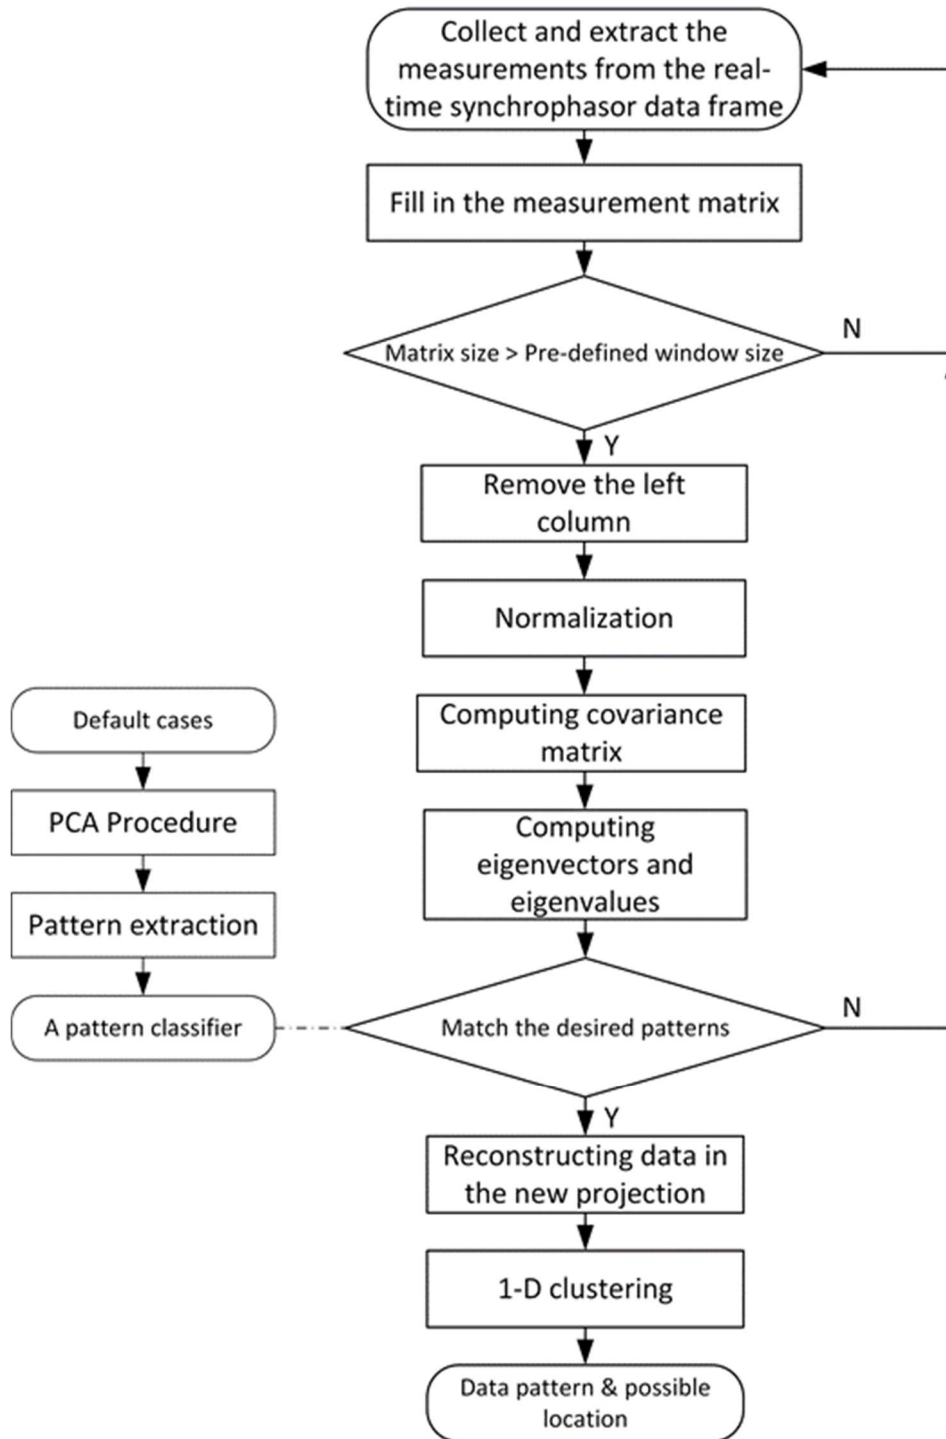 Collect and extract the
measurements from the real-
time synchrophasor data frame
Fill in the measurement matrix
Matrix size > Pre-defined window size
N
Y
Remove the left
column
Normalization
Computing covariance
matrix
Computing
eigenvectors and
eigenvalues
Default cases
PCA Procedure
Pattern extraction
A pattern classifier
Match the desired patterns
N
Y
Reconstructing data in
the new projection
1-D clustering
Data pattern & possible
location